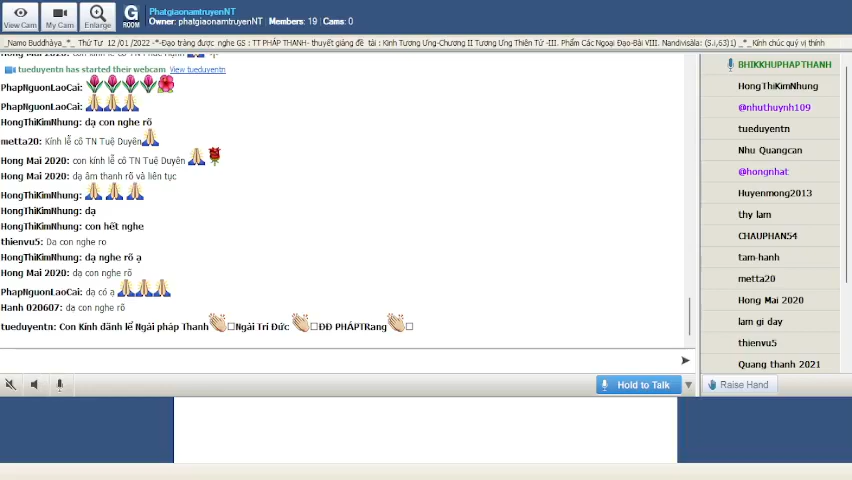 PhatgiaonamtruyenNT
Owner: phatgiaonamtruyenNT Members: 19 | Cams: 0
View Cam
My Cam
Enlarge
G
ROOM
_Namo Buddhāya_*_ Thứ Tư 12 /01 /2022 -*-Đạo tràng được nghe GS : TT PHÁP THANH- thuyết giảng đề tài : Kinh Tương Ưng-Chương II Tương Ưng Thiên Tử -III. Phẩm Các Ngoại Đạo-Bài VIII. Nandivisàla: (S.i,63)1) _*_Kính chúc quý vị thính
tueduyentn has started their webcam View tueduyentn
PhapNguonLaoCai:
PhapNguonLaoCai:
HongThiKimNhung: dạ con nghe rõ
metta20: Kính lễ cô TN Tuệ Duyên
Hong Mai 2020: con kính lễ cô TN Tuệ Duyên
Hong Mai 2020: dạ âm thanh rõ và liên tục
HongThiKimNhung:
HongThiKimNhung: dạ
HongThiKimNhung: con hết nghe
thienvu5: Da con nghe ro
HongThiKimNhung: dạ nghe rõ ạ
Hong Mai 2020: dạ con nghe rõ
PhapNguonLaoCai: dạ có ạ
Hanh 020607: dạ con nghe rõ
tueduyentn: Con Kính đãnh lể Ngài pháp Thanh Ngài Trí Đức ĐĐ PHÁPTRang
Hold to Talk
BHIKKHUPHAPTHANH
HongThiKimNhung
@nhuthuynh109
tueduyentn
Nhu Quangcan
@hongnhat
Huyenmong2013
thy lam
CHAUPHAN54
tam-hanh
metta20
Hong Mai 2020
lam gi day
thienvu5
Quang thanh 2021
Raise Hand